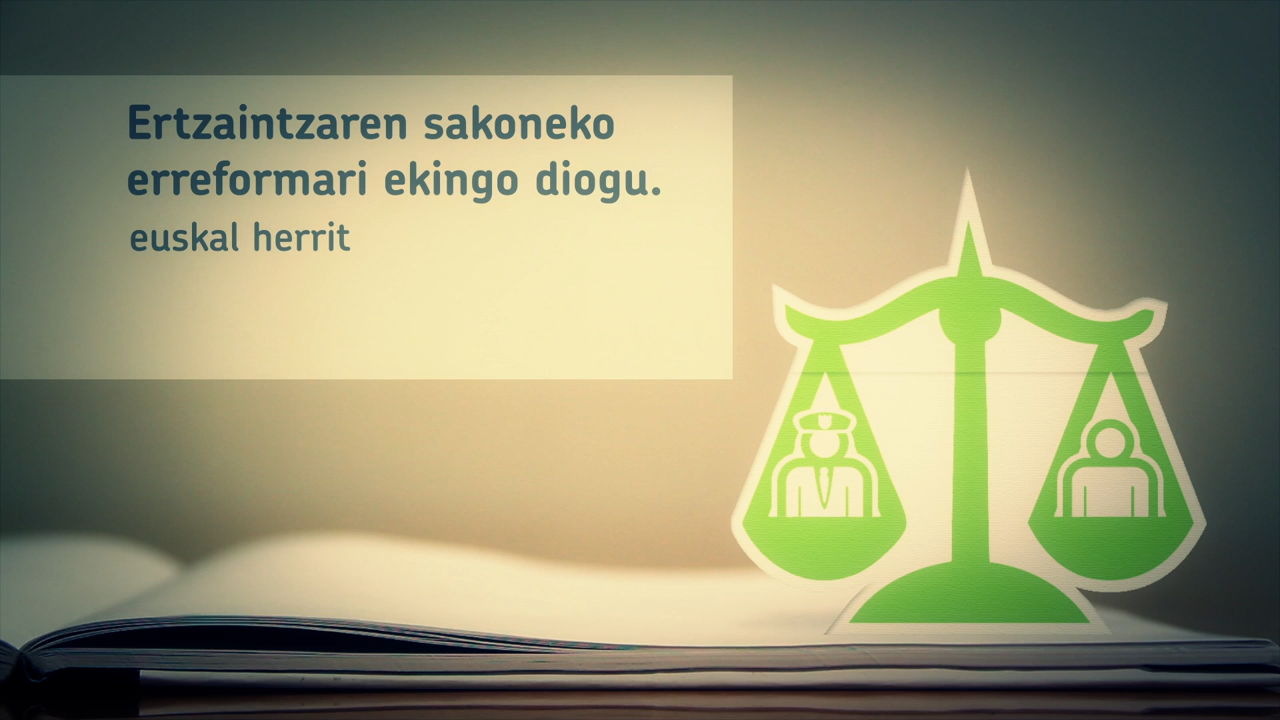 Ertzaintzaren sakoneko
erreformari ekingo diogu.
euskal herrit